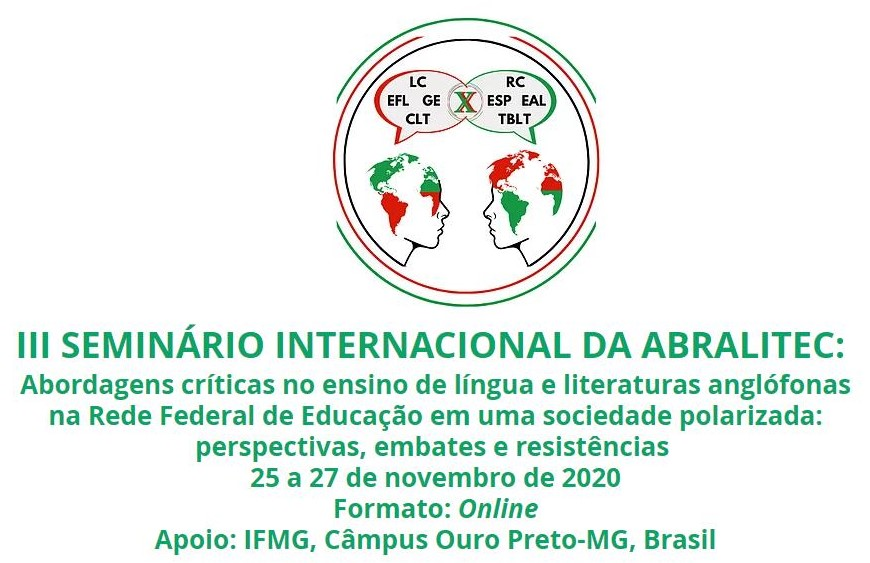 LC
EFL GE
CLT
X
RC
ESP EAL
TBLT
III SEMINÁRIO INTERNACIONAL DA ABRALITEC:
Abordagens críticas no ensino de língua e literaturas anglófonas
na Rede Federal de Educação em uma sociedade polarizada:
perspectivas, embates e resistências
25 a 27 de novembro de 2020
Formato: Online
Apoio: IFMG, Câmpus Ouro Preto-MG, Brasil